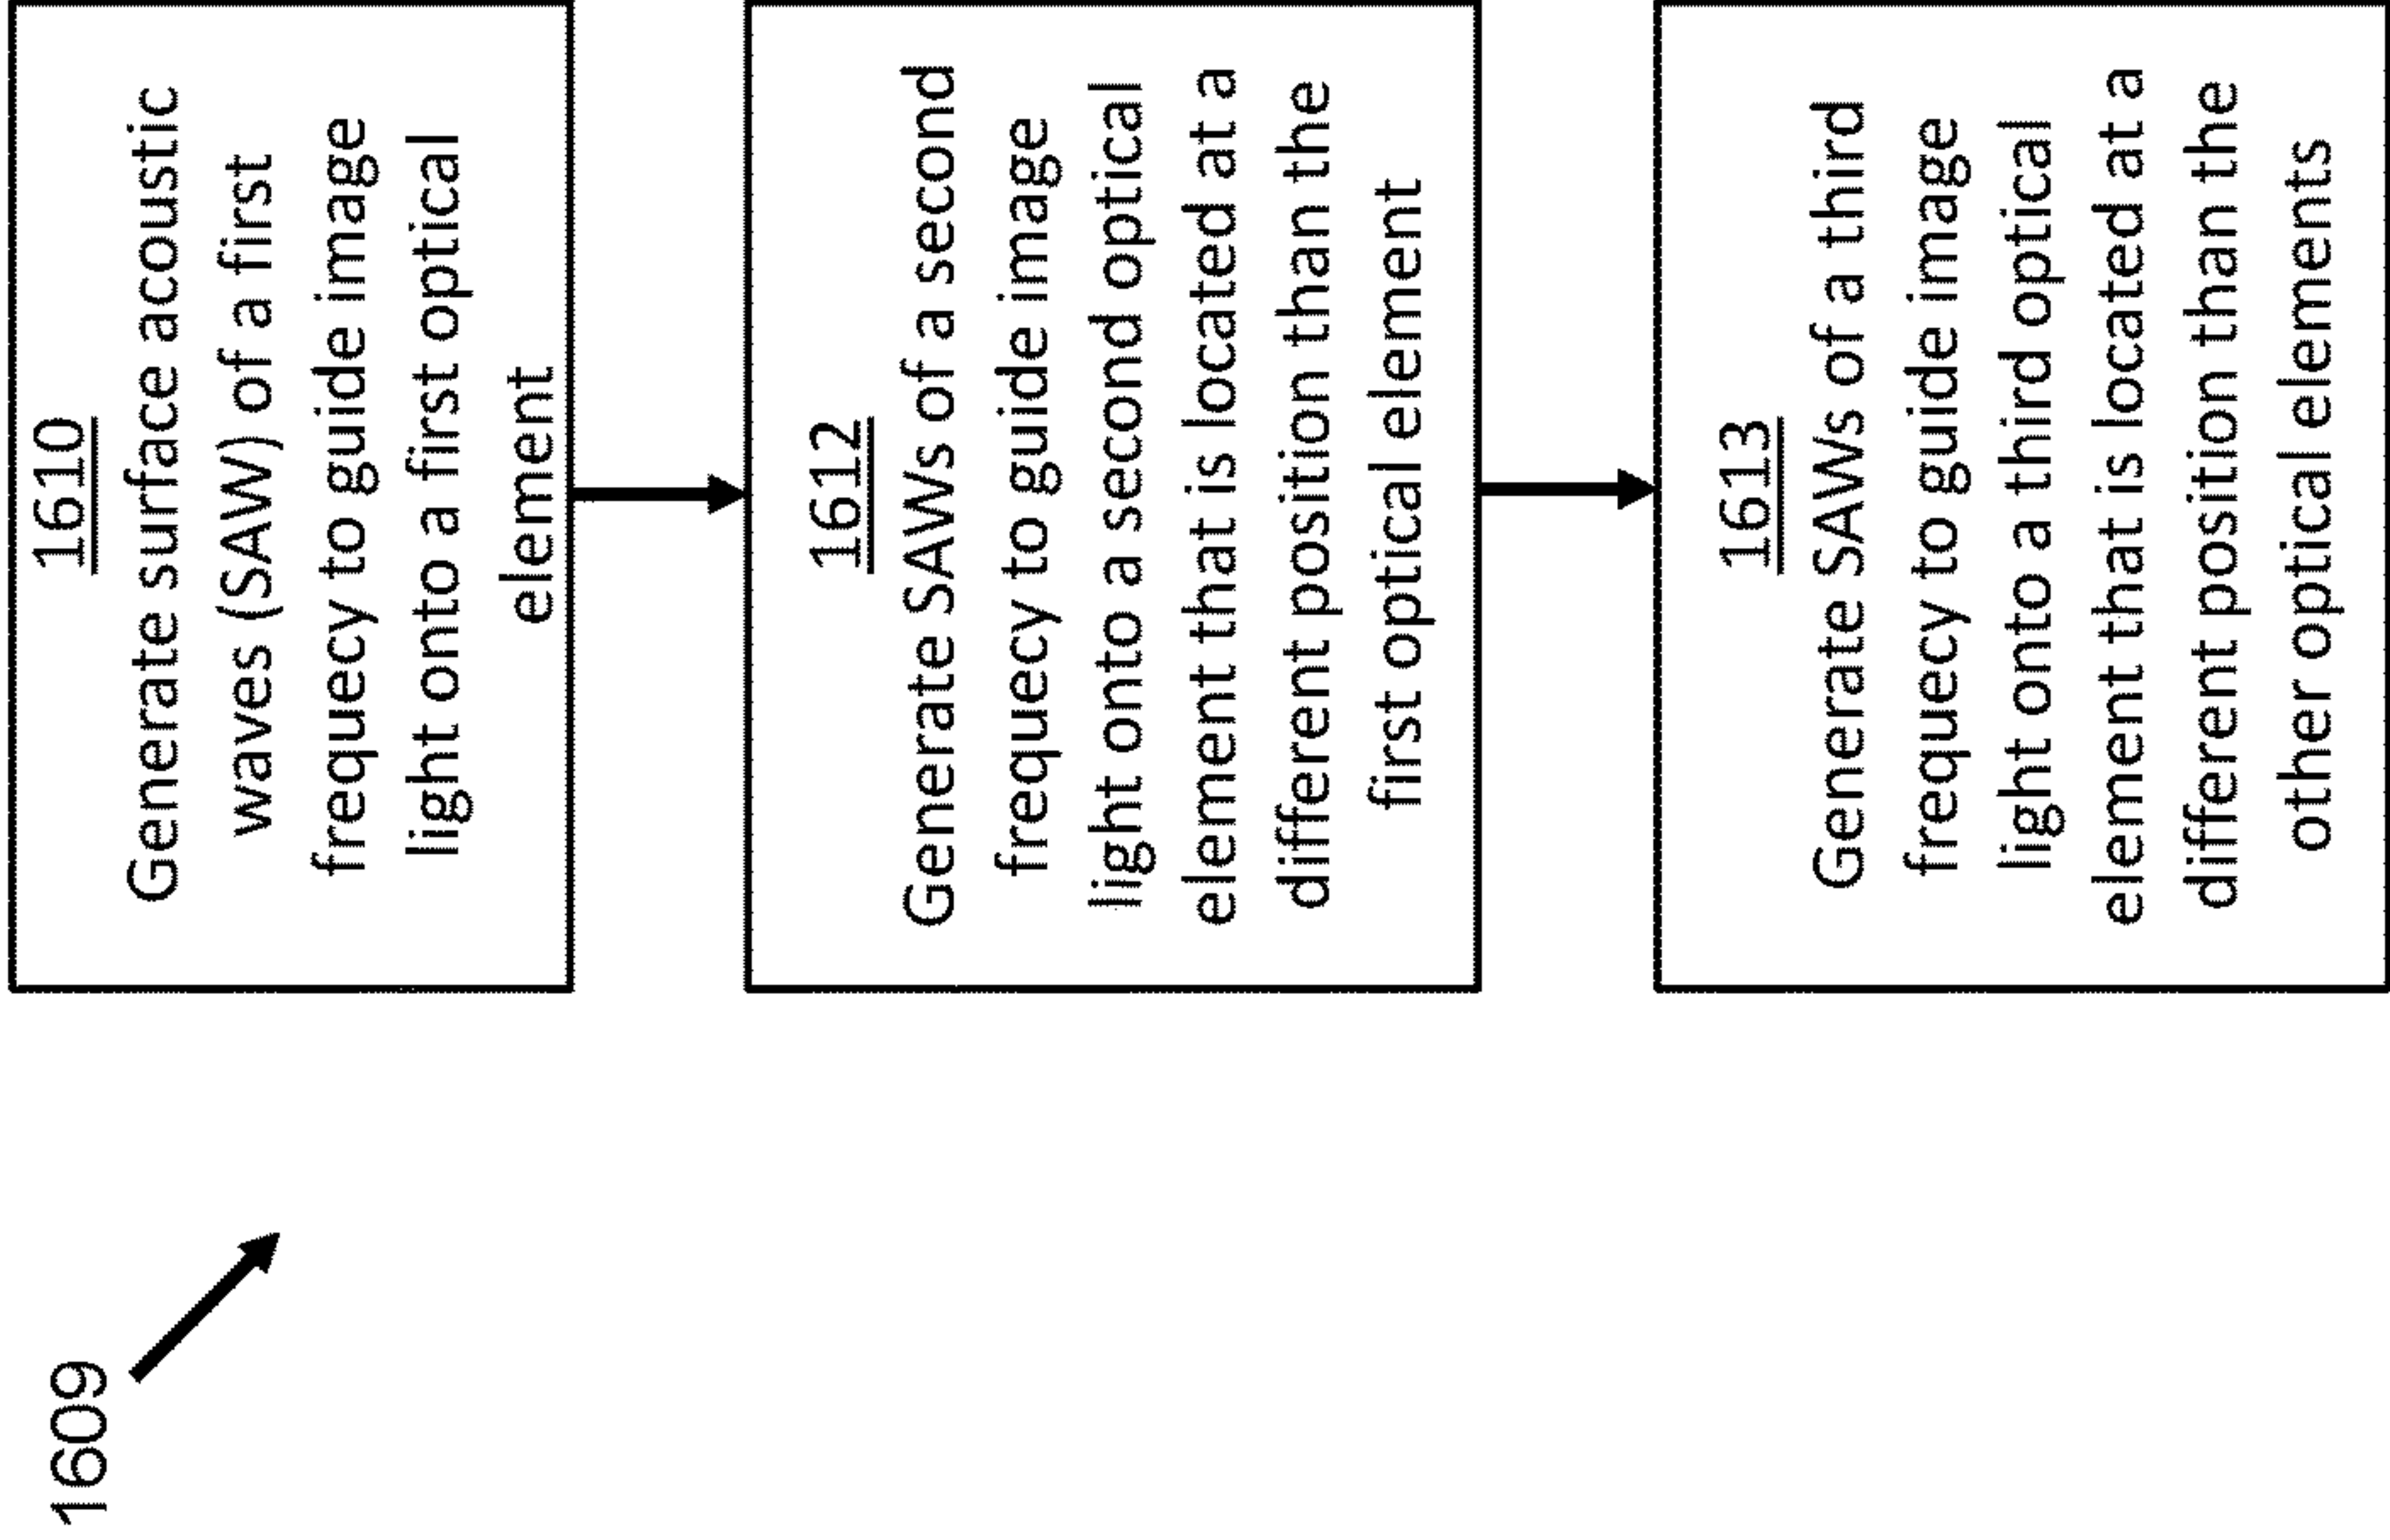 1609
1610
Generate surface acoustic
waves (SAW) of a first
frequecy to guide image
light onto a first optical
element
1612
Generate SAWs of a second
frequecy to guide image
light onto a second optical
element that is located at a
different position than the
first optical element
1613
Generate SAWs of a third
frequecy to guide image
light onto a third optical
element that is located at a
different position than the
other optical elements